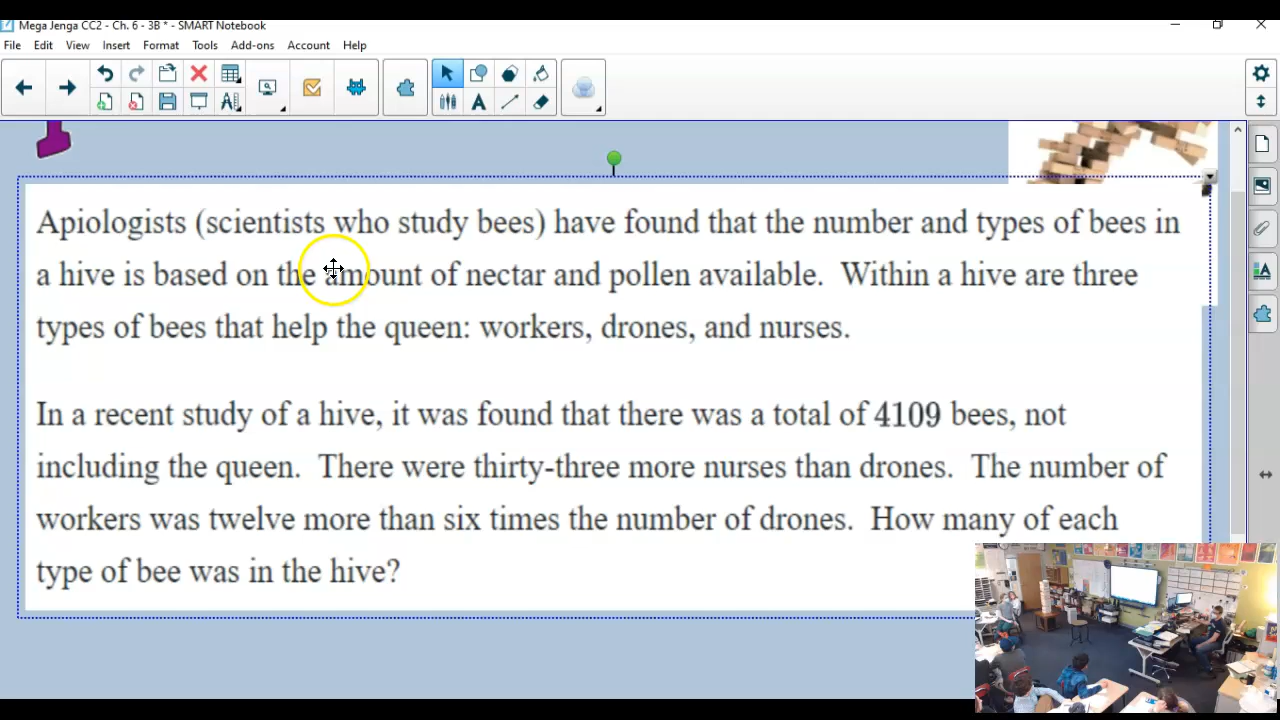 Mega Jenga CC2 - Ch. 6 - 3B * - SMART Notebook
File Edit View Insert Format Tools Add-ons Account Help
Apiologists (scientists who study bees) have found that the number and types of bees in
a hive is based on the amount of nectar and pollen available. Within a hive are three
types of bees that help the queen: workers, drones, and nurses.
In a recent study of a hive, it was found that there was a total of 4109 bees, not
including the queen. There were thirty-three more nurses than drones. The number of
workers was twelve more than six times the number of drones. How many of each
type of bee was in the hive?